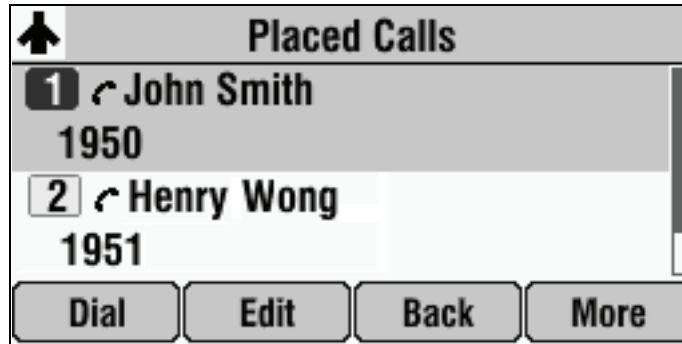 Placed Calls
1 John Smith
1950
2 Henry Wong
1951
Dial Edit Back More